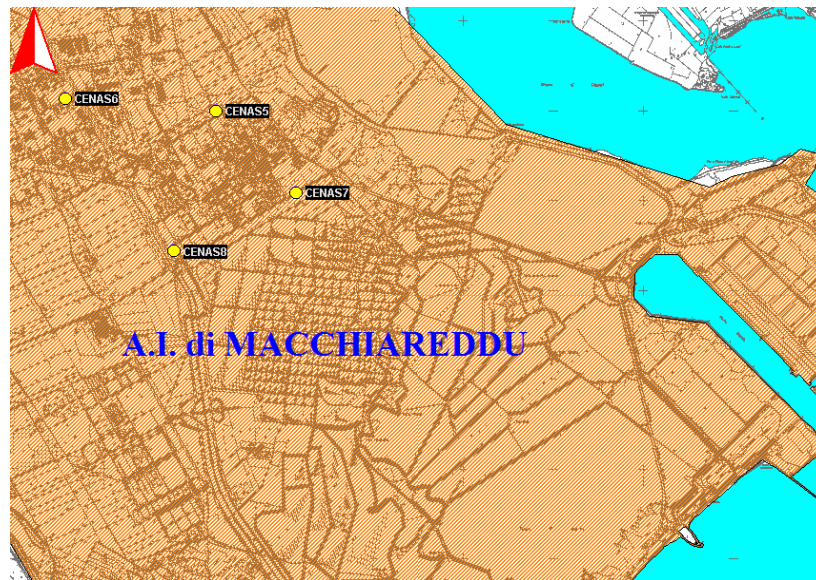 CENAS6
CENAS5
CENAS7
CENAS8
A.I. di MACCHIAREDDU